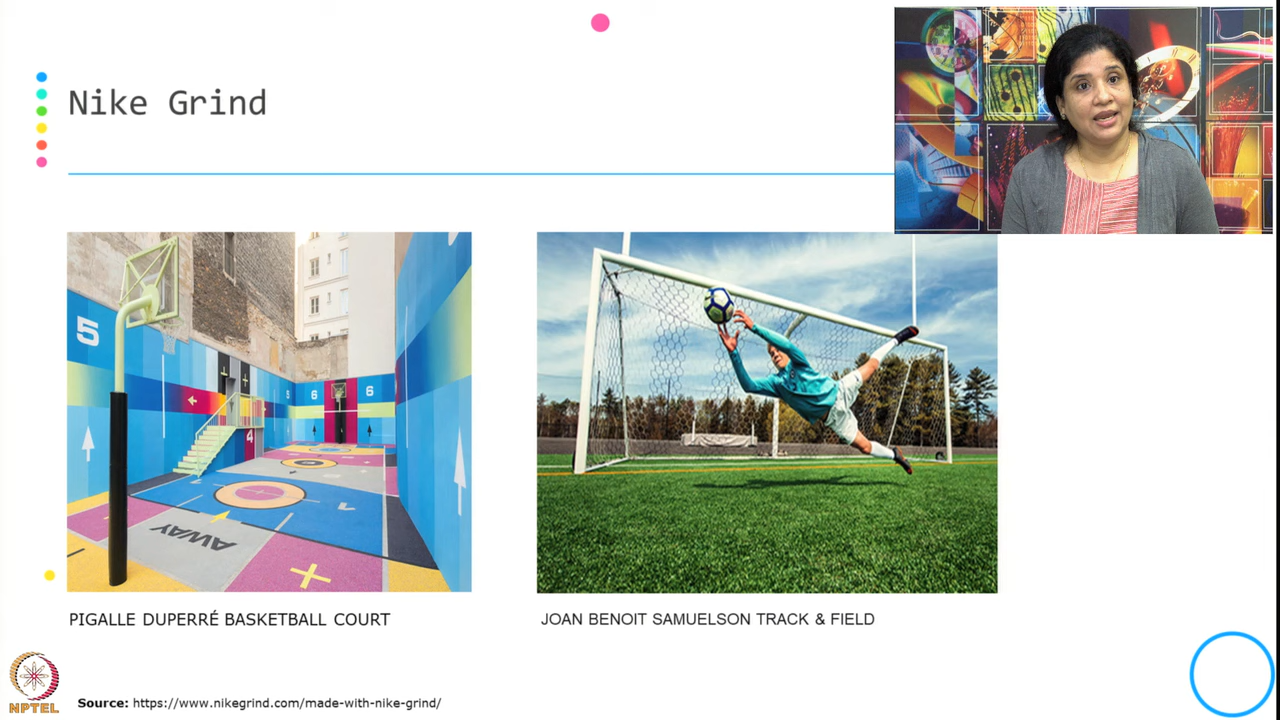 Nike Grind
5
5
6
6
4
AWAY
PIGALLE DUPERRÉ BASKETBALL COURT
JOAN BENOIT SAMUELSON TRACK & FIELD
NPTEL
Source: https://www.nikegrind.com/made-with-nike-grind/